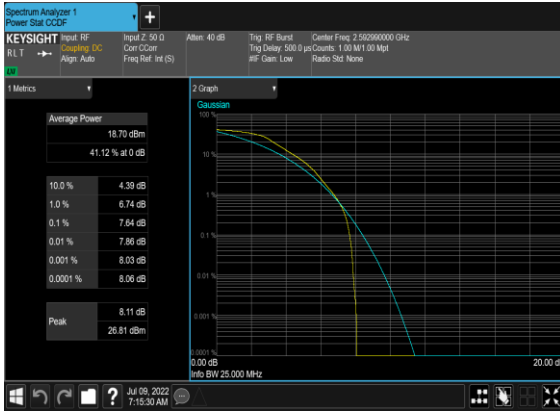 Spectrum Analyzer 1
Power Stat CCDF
+
KEYSIGHT
RLT
Input: RF
Coupling: DC
Align: Auto
Input Z: 50 Ω
Corr CCorr
Freq Ref: Int (S)
Atten: 40 dB
Trig: RF Burst
Trig Delay: 500.0 µs
#IF Gain: Low
Center Freq: 2.592990000 GHz
Counts: 1.00 M/1.00 Mpt
Radio Std: None
1 Metrics
Average Power
18.70 dBm
41.12 % at 0 dB
10.0 % 4.39 dB
1.0 % 6.74 dB
0.1 % 7.64 dB
0.01 % 7.86 dB
0.001 % 8.03 dB
0.0001 % 8.06 dB
Peak
8.11 dB
26.81 dBm
2 Graph
Gaussian
100 %
10 %
1 %
0.1 %
0.01 %
0.001 %
0.0001 %
0.00 dB
20.00 d
Info BW 25.000 MHz
?
Jul 09, 2022
7:15:30 AM